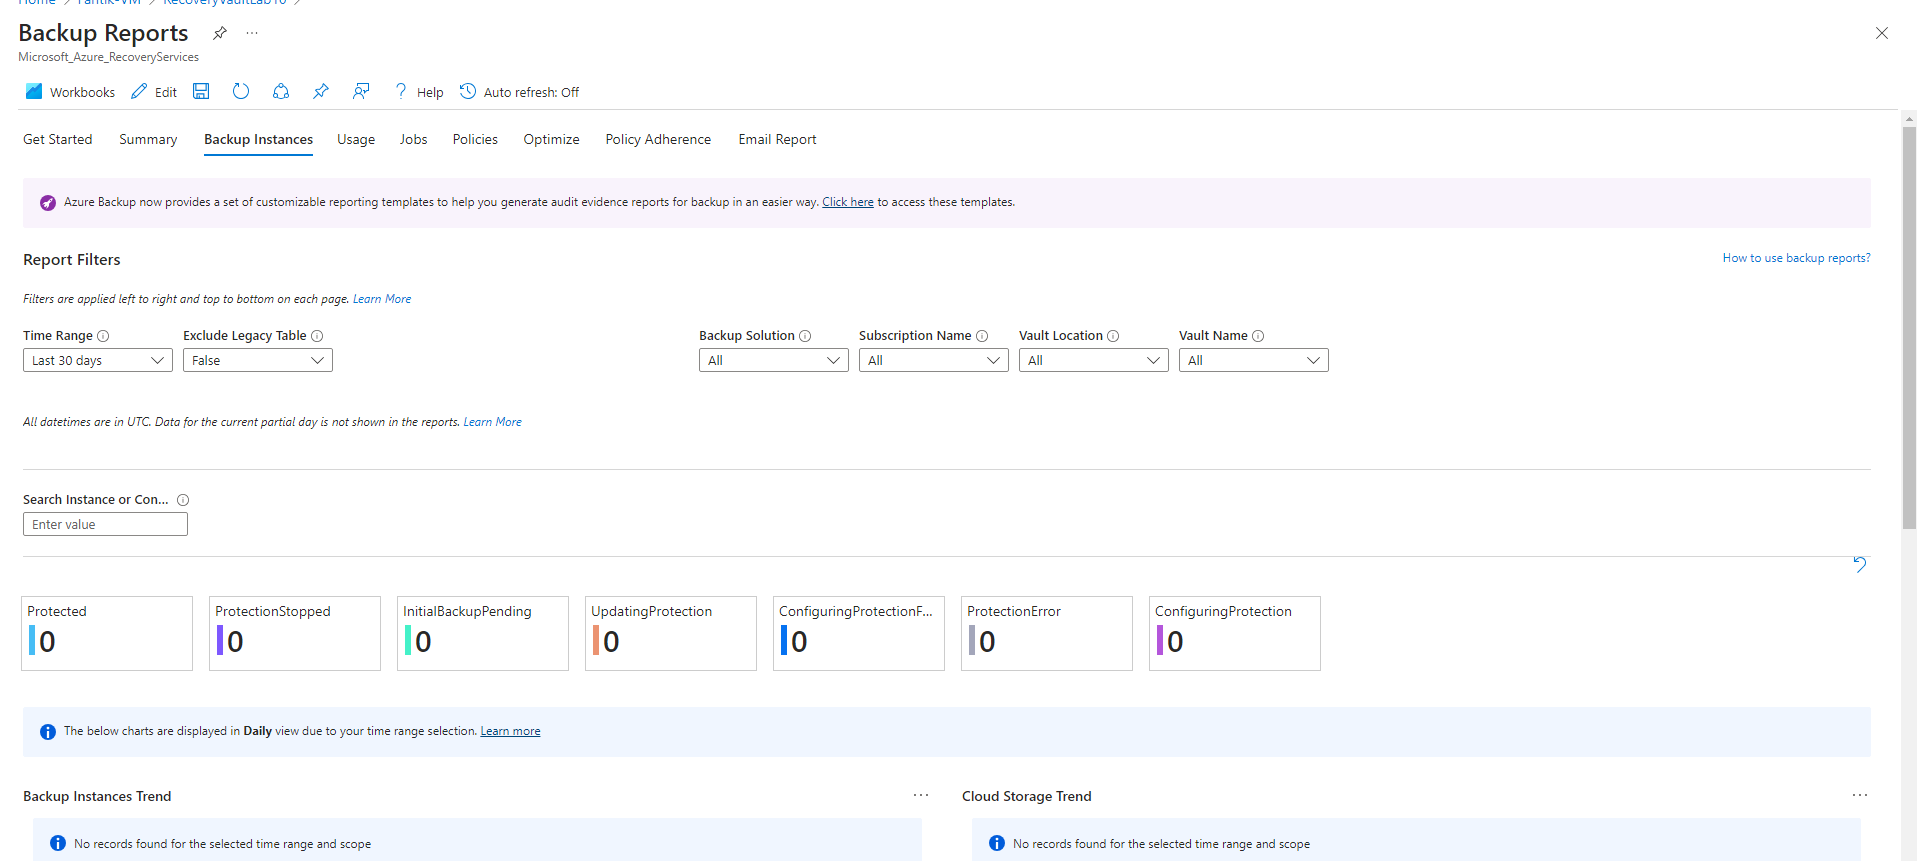 Home > Fantik-VM > RecoveryVaultLab10 >
Backup Reports
Microsoft_Azure_RecoveryServices
Workbooks Edit Help Auto refresh: Off
Get Started Summary Backup Instances Usage Jobs Policies Optimize Policy Adherence Email Report
Azure Backup now provides a set of customizable reporting templates to help you generate audit evidence reports for backup in an easier way. Click here to access these templates.
Report Filters
How to use backup reports?
Filters are applied left to right and top to bottom on each page. Learn More
Time Range Exclude Legacy Table Backup Solution Subscription Name Vault Location Vault Name
Last 30 days False All All All All
All datetimes are in UTC. Data for the current partial day is not shown in the reports. Learn More
Search Instance or Con...
Enter value
Protected ProtectionStopped InitialBackupPending UpdatingProtection ConfiguringProtectionF... ProtectionError ConfiguringProtection
0 0 0 0 0 0 0
The below charts are displayed in Daily view due to your time range selection. Learn more
Backup Instances Trend ... Cloud Storage Trend ...
No records found for the selected time range and scope No records found for the selected time range and scope